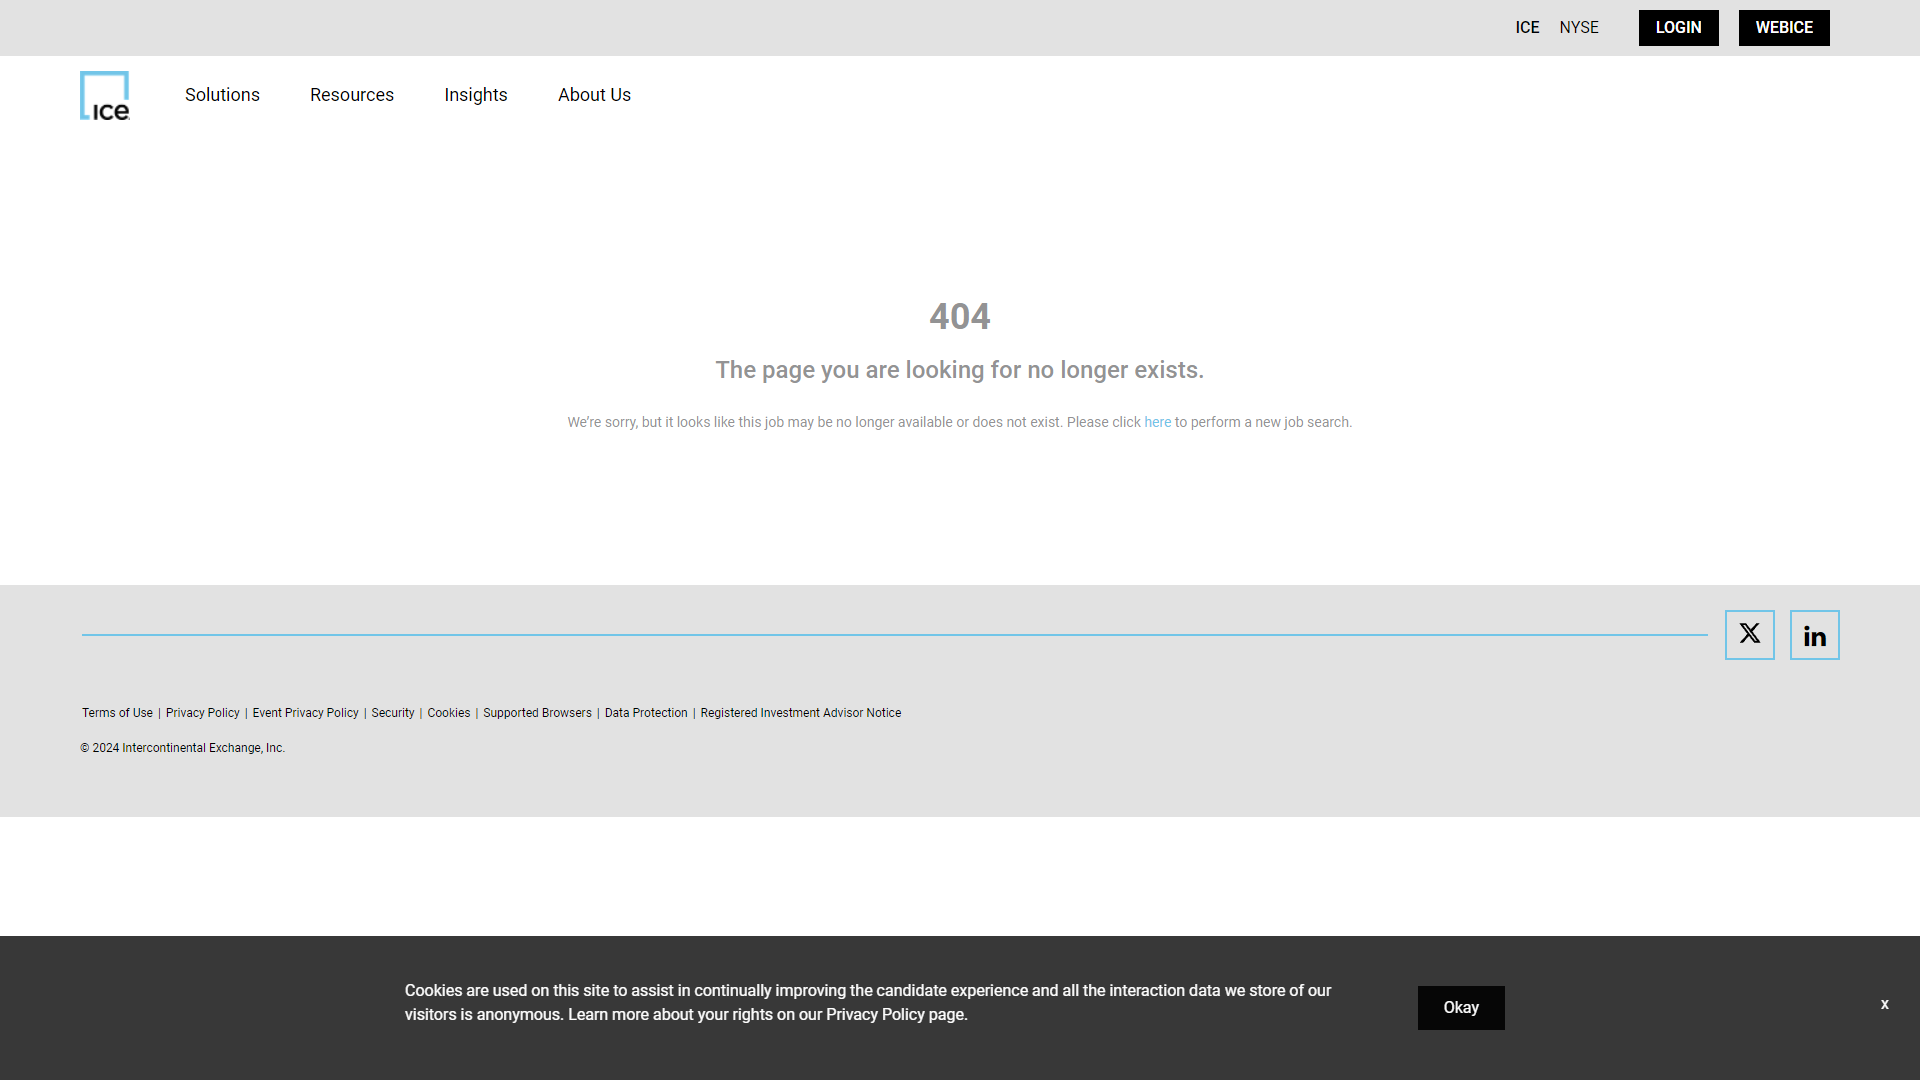 ICE NYSE LOGIN WEBICE
ice Solutions Resources Insights About Us
404
The page you are looking for no longer exists.
We're sorry, but it looks like this job may be no longer available or does not exist. Please click here to perform a new job search.
X in
Terms of Use | Privacy Policy | Event Privacy Policy | Security | Cookies | Supported Browsers | Data Protection | Registered Investment Advisor Notice
© 2024 Intercontinental Exchange, Inc.
Cookies are used on this site to assist in continually improving the candidate experience and all the interaction data we store of our
visitors is anonymous. Learn more about your rights on our Privacy Policy page.
Okay
x